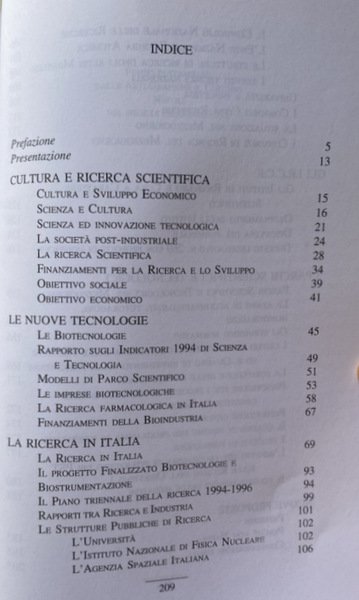 INDICE
Prefazione 5
Presentazione 13
CULTURA E RICERCA SCIENTIFICA
CULTURA E SVILUPPO ECONOMICO 15
SCIENZA E CULTURA 16
SCIENZA ED INNOVAZIONE TECNOLOGICA 21
LA SOCIETÀ POST-INDUSTRIALE 24
LA RICERCA SCIENTIFICA 28
FINANZIAMENTI PER LA RICERCA E LO SVILUPPO 34
OBIETTIVO SOCIALE 39
OBIETTIVO ECONOMICO 41
LE NUOVE TECNOLOGIE
LE BIOTECNOLOGIE 45
RAPPORTO SUGLI INDICATORI 1994 DI SCIENZA
E TECNOLOGIA 49
MODELLI DI PARCO SCIENTIFICO 51
LE IMPRESE BIOTECNOLOGICHE 53
LA RICERCA FARMACOLOGICA IN ITALIA 58
FINANZIAMENTI DELLA BIOINDUSTRIA 67
LA RICERCA IN ITALIA
LA RICERCA IN ITALIA 69
IL PROGETTO FINALIZZATO BIOTECNOLOGIE E
BIOSTRUMENTAZIONE 93
IL PIANO TRIENNALE DELLA RICERCA 1994-1996 94
RAPPORTI TRA RICERCA E INDUSTRIA 99
LE STRUTTURE PUBBLICHE DI RICERCA 101
L'UNIVERSITÀ 102
L'ISTITUTO NAZIONALE DI FISICA NUCLEARE 102
L'AGENZIA SPAZIALE ITALIANA 106
209